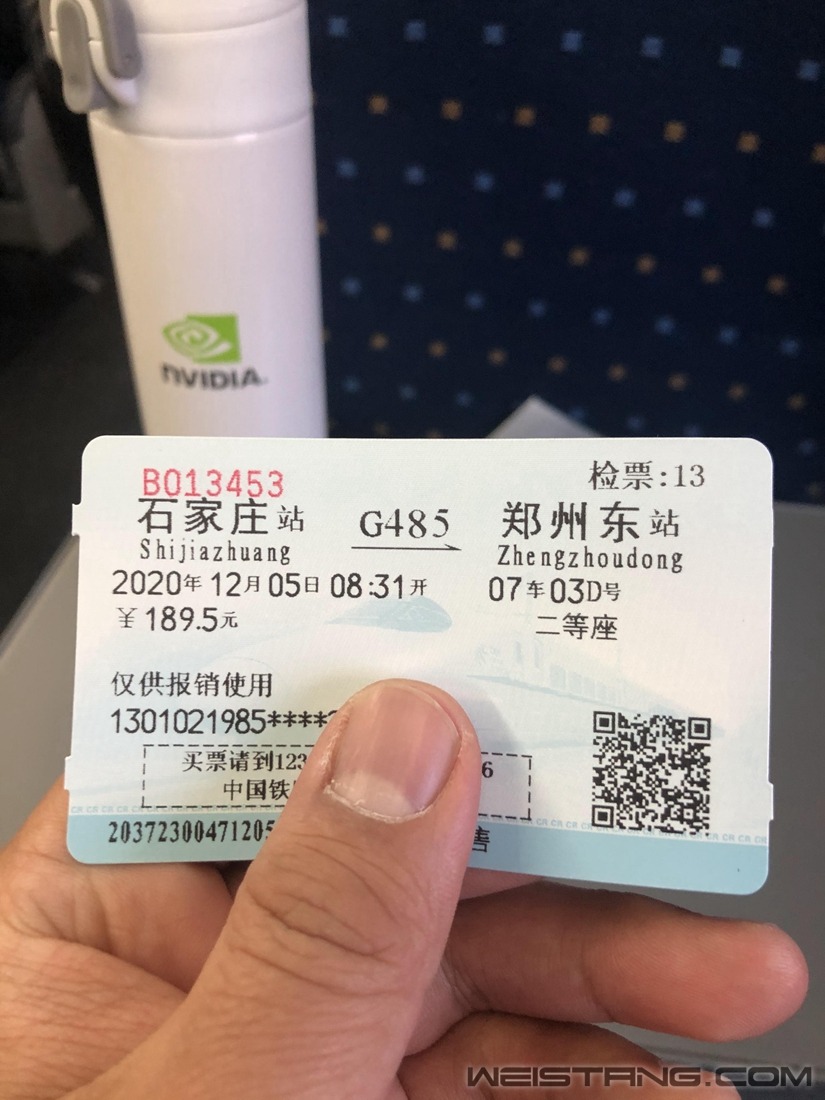 nVIDIA.
B013453
检票:13
石家庄站 G485 郑州东站
Shijiazhuang Zhengzhoudong
2020年12月05日08:31开 07车03D号
￥189.5元 二等座
仅供报销使用
1301021985****
买票请到123 6
中国铁
20372300471205 售
WEISTANG.COM